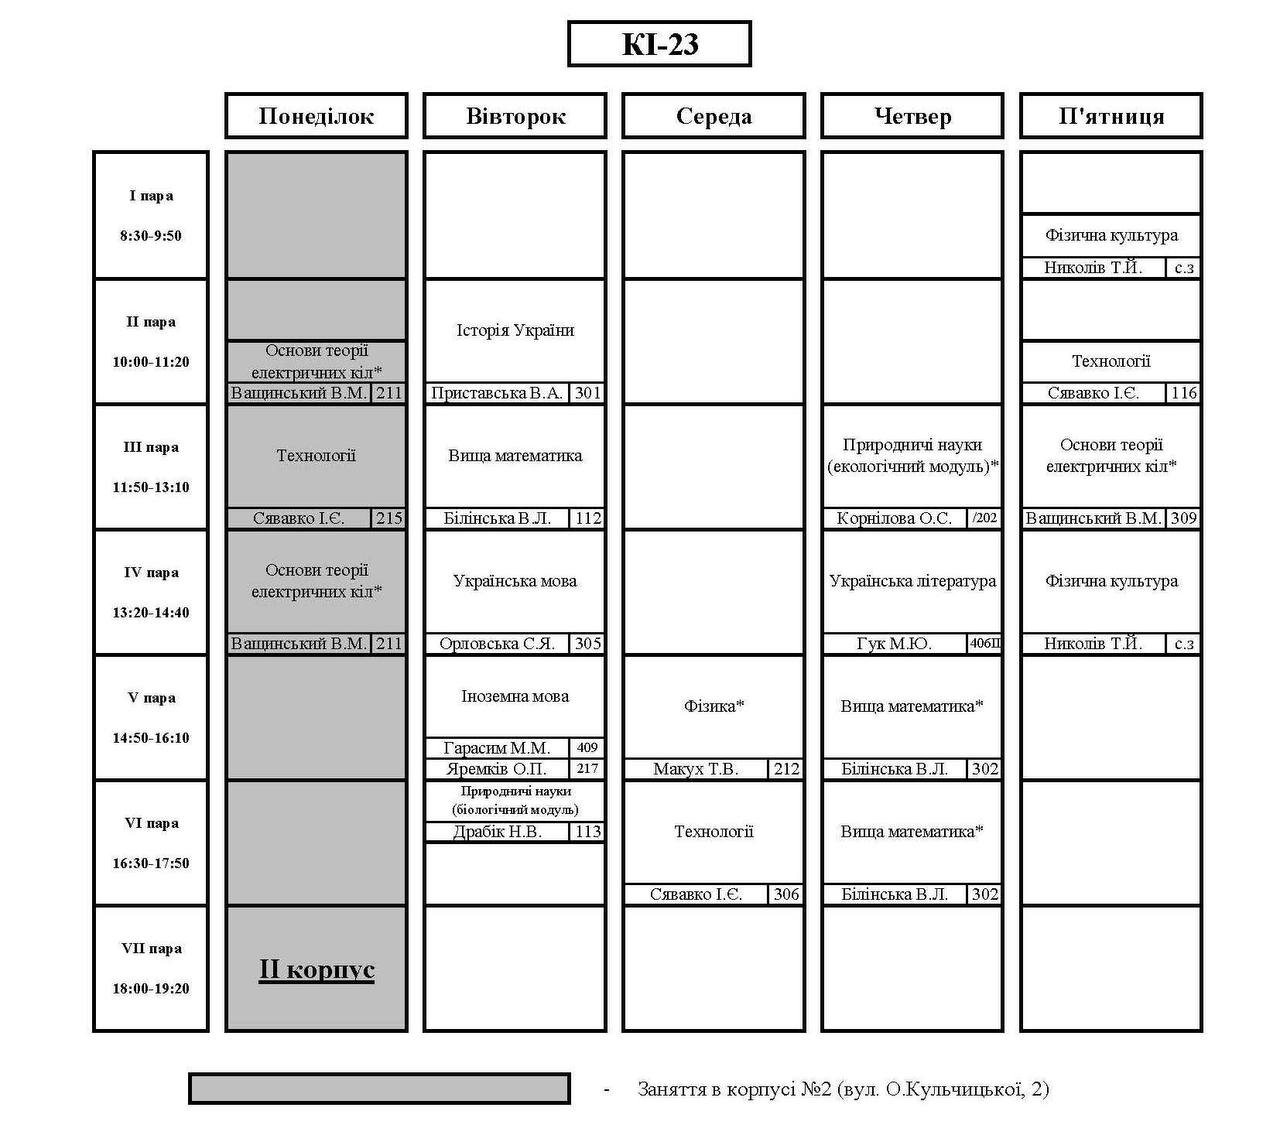 КІ-23
Понеділок Вівторок Середа Четвер П'ятниця
І пара
8:30-9:50
Фізична культура
Николів Т.Й. с.з
ІІ пара
10:00-11:20
Основи теорії
електричних кіл*
Ващинський В.М. 211
Історія України
Приставська В.А. 301
Технології
Сявавко І.Є. 116
ІІІ пара
11:50-13:10
Технології
Сявавко І.Є. 215
Вища математика
Білінська В.Л. 112
Природничі науки
(екологічний модуль)*
Корнілова О.С. /202
Основи теорії
електричних кіл*
Ващинський В.М. 309
IV пара
13:20-14:40
Основи теорії
електричних кіл*
Ващинський В.М. 211
Українська мова
Орловська С.Я. 305
Українська література
Гук М.Ю. 406ІІ
Фізична культура
Николів Т.Й. с.з
V пара
14:50-16:10
Іноземна мова
Гарасим М.М. 409
Яремків О.П. 217
Фізика*
Макух Т.В. 212
Вища математика*
Білінська В.Л. 302
VI пара
16:30-17:50
Природничі науки
(біологічний модуль)
Драбік Н.В. 113
Технології
Сявавко І.Є. 306
Вища математика*
Білінська В.Л. 302
VII пара
18:00-19:20
ІІ корпус
- Заняття в корпусі №2 (вул. О.Кульчицької, 2)